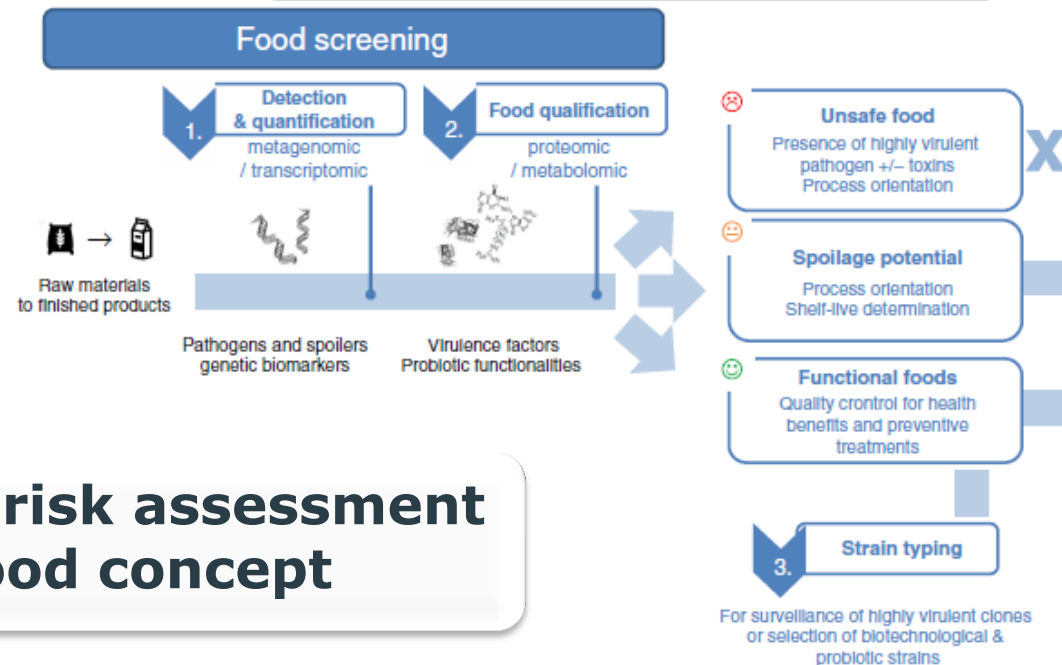 Food screening
1.
Detection
& quantification
metagenomic
/ transcriptomic
2.
Food qualification
proteomic
/ metabolomic
Raw materials
to finished products
Pathogens and spoilers
genetic biomarkers
Virulence factors
Probiotic functionalities
Unsafe food
Presence of highly virulent
pathogen +/– toxins
Process orientation
X
Spoilage potential
Process orientation
Shelf-live determination
Functional foods
Quality crontrol for health
benefits and preventive
treatments
risk assessment
ood concept
3.
Strain typing
For surveillance of highly virulent clones
or selection of biotechnological &
probiotic strains